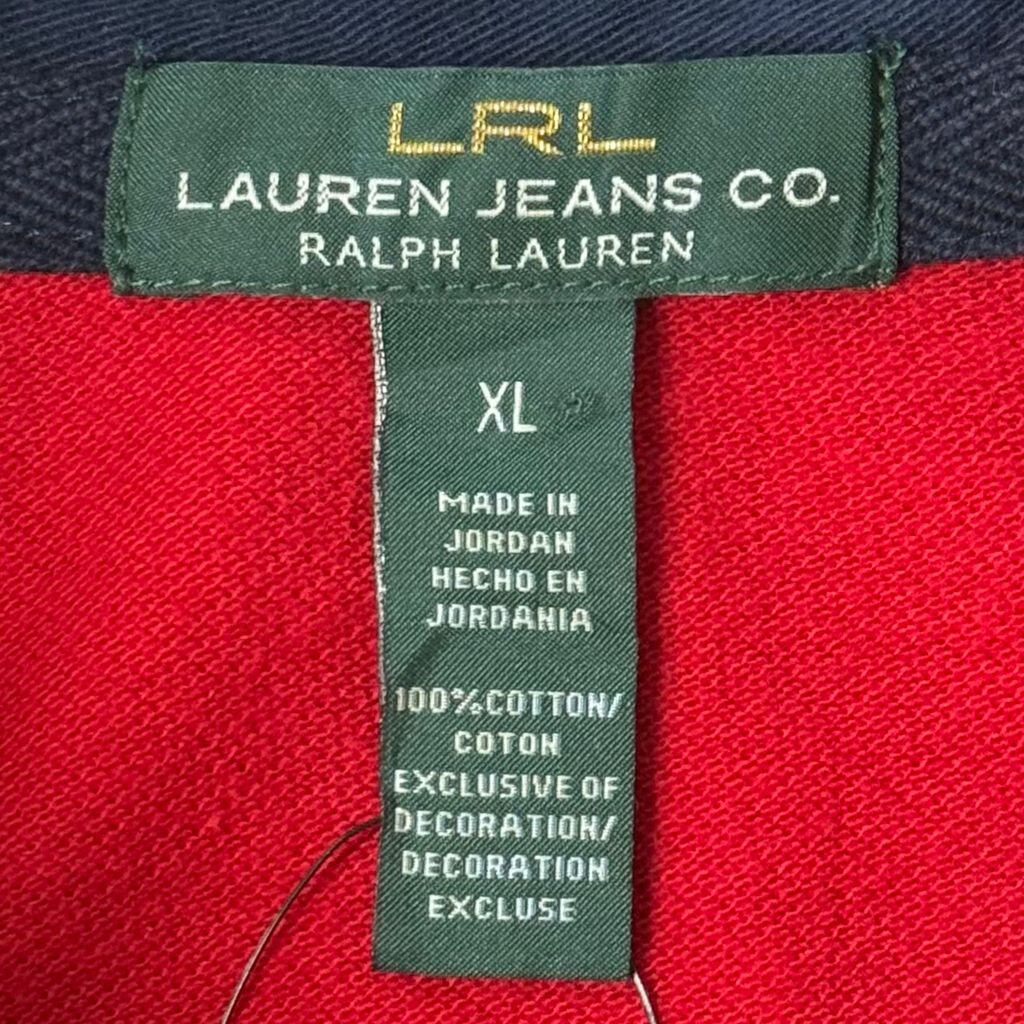 LRL
LAUREN JEANS CO.
RALPH LAUREN
XL
MADE IN
JORDAN
HECHO EN
JORDANIA
100%COTTON/
COTON
EXCLUSIVE OF
DECORATION/
DECORATION
EXCLUSE